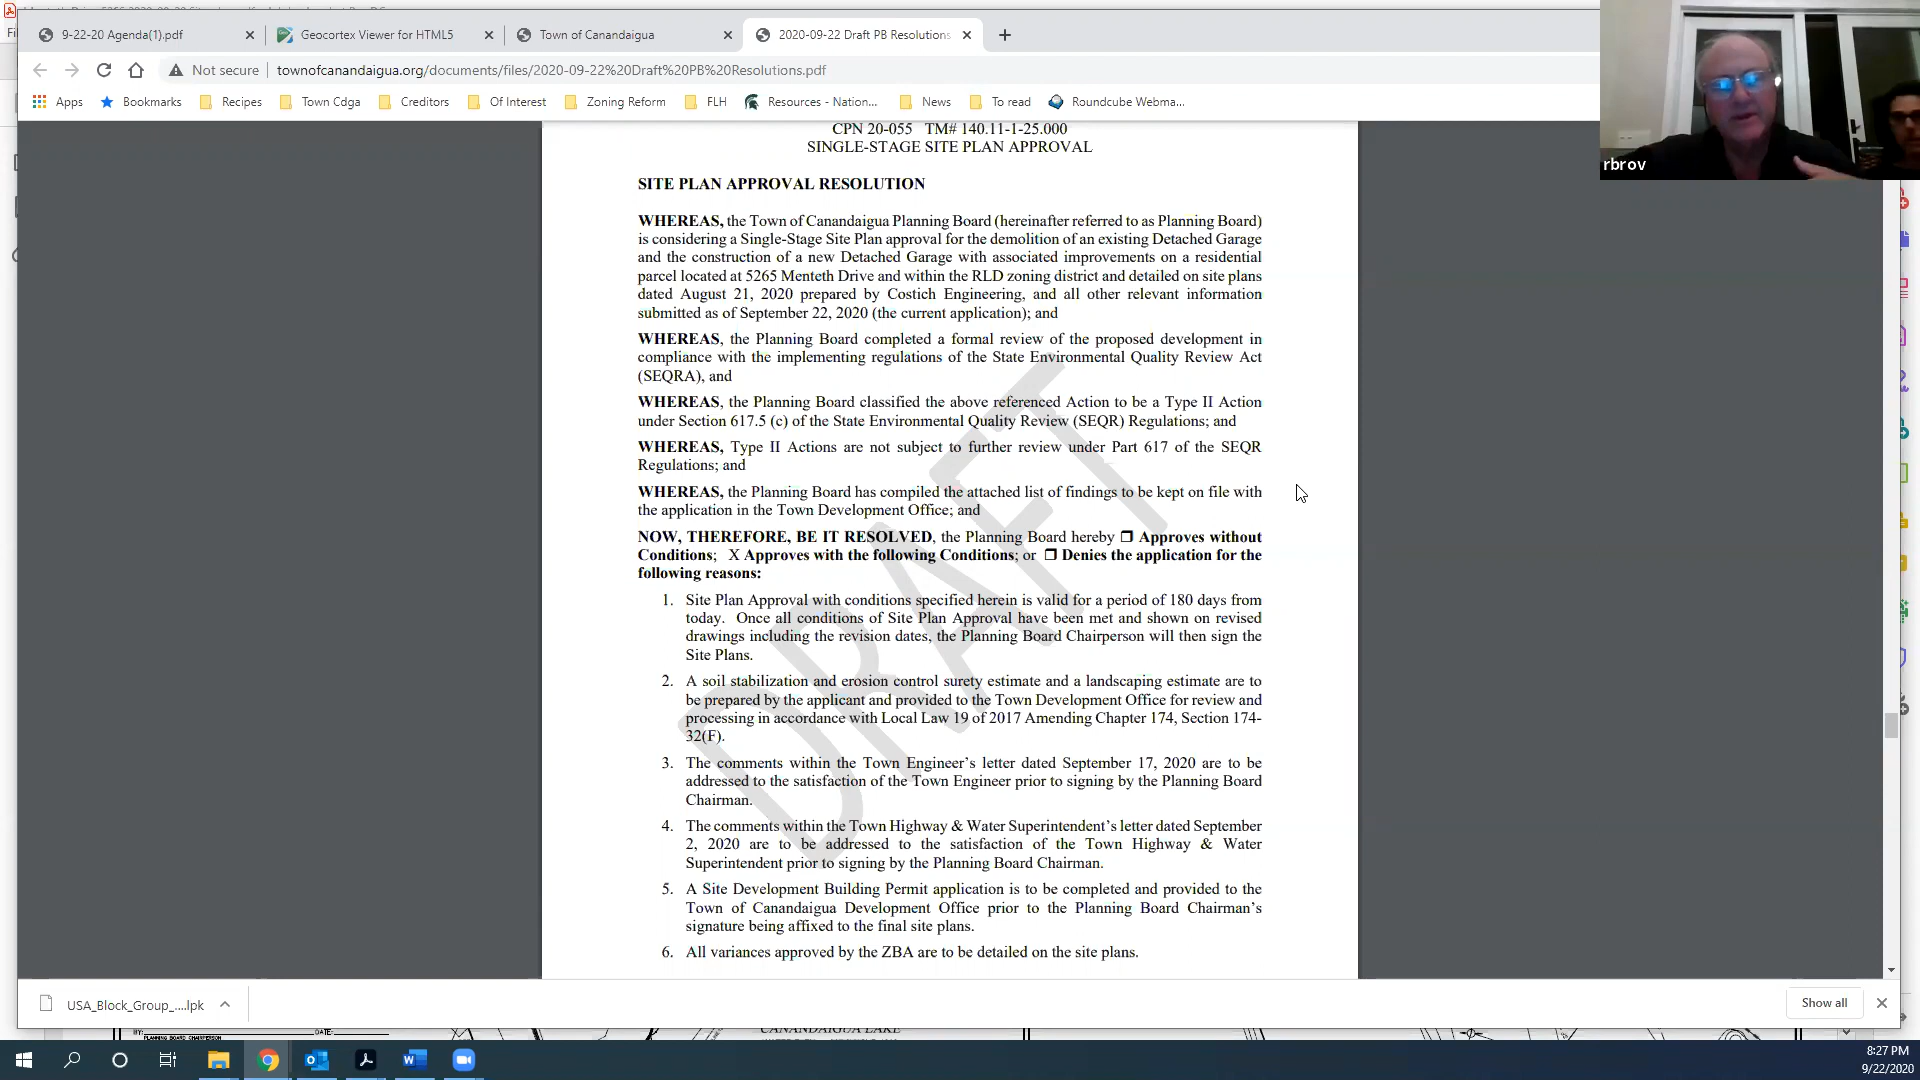 9-22-20 Agenda(1).pdf
Geocortex Viewer for HTML5
Town of Canandaigua
2020-09-22 Draft PB Resolutions
Not secure
townofcanandaigua.org/documents/files/2020-09-22%20Draft%20PB%20Resolutions.pdf
Apps
Bookmarks
Recipes
Town Cdga
Creditors
Of Interest
Zoning Reform
FLH
Resources - Nation...
News
To read
Roundcube Webma...
rbrov
CPN 20-055 TM# 140.11-1-25.000
SINGLE-STAGE SITE PLAN APPROVAL
SITE PLAN APPROVAL RESOLUTION
WHEREAS, the Town of Canandaigua Planning Board (hereinafter referred to as Planning Board)
is considering a Single-Stage Site Plan approval for the demolition of an existing Detached Garage
and the construction of a new Detached Garage with associated improvements on a residential
parcel located at 5265 Menteth Drive and within the RLD zoning district and detailed on site plans
dated August 21, 2020 prepared by Costich Engineering, and all other relevant information
submitted as of September 22, 2020 (the current application); and
WHEREAS, the Planning Board completed a formal review of the proposed development in
compliance with the implementing regulations of the State Environmental Quality Review Act
(SEQRA), and
WHEREAS, the Planning Board classified the above referenced Action to be a Type II Action
under Section 617.5 (c) of the State Environmental Quality Review (SEQR) Regulations; and
WHEREAS, Type II Actions are not subject to further review under Part 617 of the SEQR
Regulations; and
WHEREAS, the Planning Board has compiled the attached list of findings to be kept on file with
the application in the Town Development Office; and
NOW, THEREFORE, BE IT RESOLVED, the Planning Board hereby ❐ Approves without
Conditions; X Approves with the following Conditions; or ❐ Denies the application for the
following reasons:
1. Site Plan Approval with conditions specified herein is valid for a period of 180 days from
today. Once all conditions of Site Plan Approval have been met and shown on revised
drawings including the revision dates, the Planning Board Chairperson will then sign the
Site Plans.
2. A soil stabilization and erosion control surety estimate and a landscaping estimate are to
be prepared by the applicant and provided to the Town Development Office for review and
processing in accordance with Local Law 19 of 2017 Amending Chapter 174, Section 174-
32(F).
3. The comments within the Town Engineer's letter dated September 17, 2020 are to be
addressed to the satisfaction of the Town Engineer prior to signing by the Planning Board
Chairman.
4. The comments within the Town Highway & Water Superintendent's letter dated September
2, 2020 are to be addressed to the satisfaction of the Town Highway & Water
Superintendent prior to signing by the Planning Board Chairman.
5. A Site Development Building Permit application is to be completed and provided to the
Town of Canandaigua Development Office prior to the Planning Board Chairman's
signature being affixed to the final site plans.
6. All variances approved by the ZBA are to be detailed on the site plans.
DRAFT
USA_Block_Group_....lpk
Show all
BY:
DATE:
PLANNING BOARD CHAIRPERSON
CANANDAIGUA LAKE
8:27 PM
9/22/2020